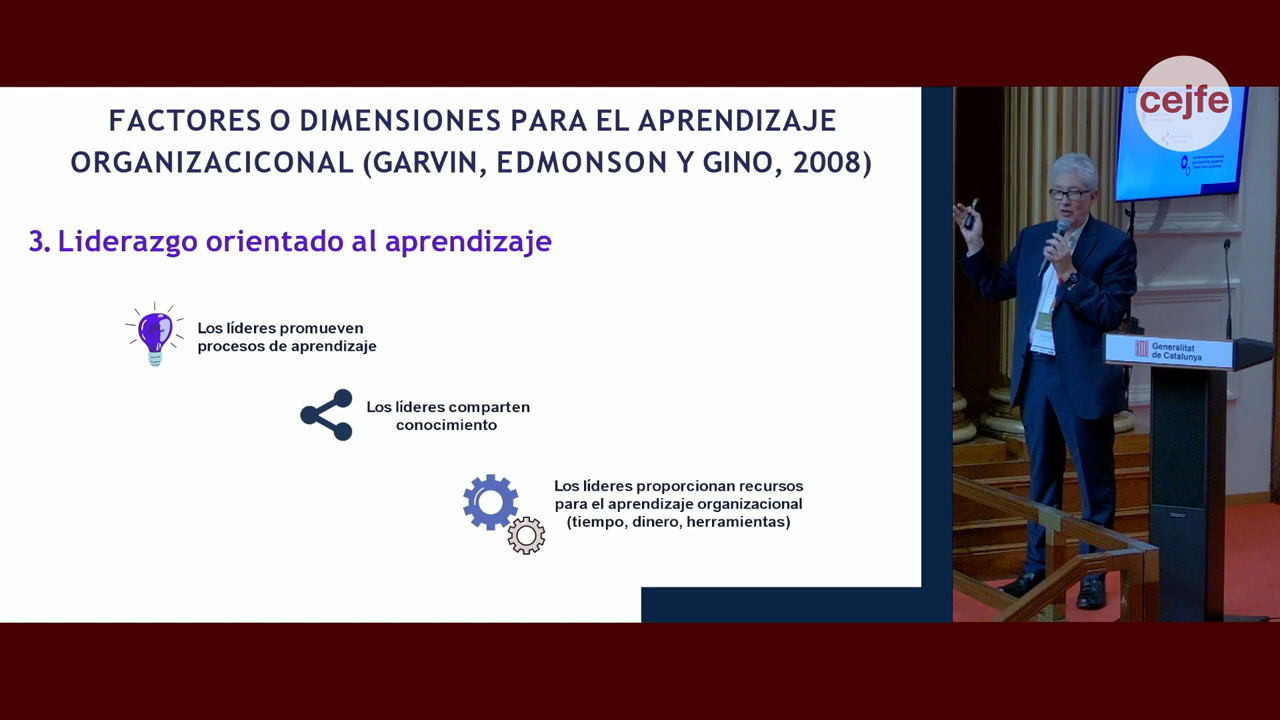 FACTORES O DIMENSIONES PARA EL APRENDIZAJE
ORGANIZACICONAL (GARVIN, EDMONSON Y GINO, 2008)
3. Liderazgo orientado al aprendizaje
Los líderes promueven
procesos de aprendizaje
Los líderes comparten
conocimiento
Los líderes proporcionan recursos
para el aprendizaje organizacional
(tiempo, dinero, herramientas)
cejfe
Generalitat
de Catalunya